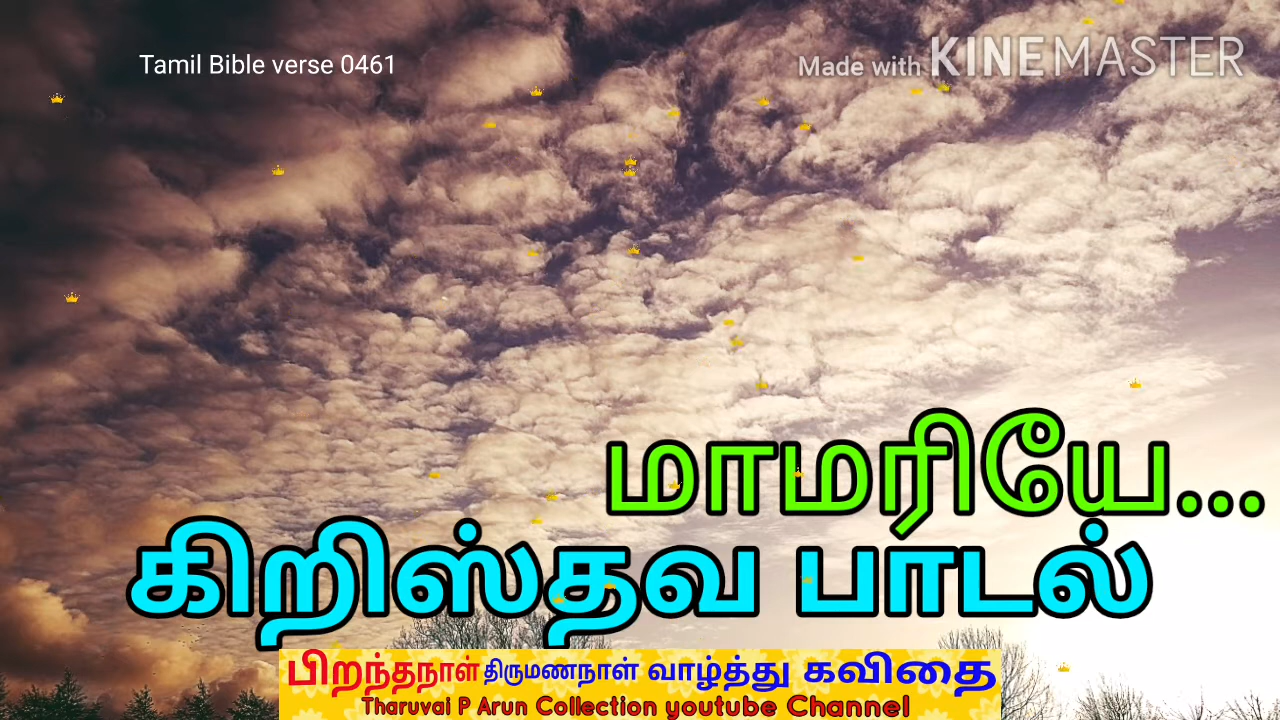 Tamil Bible verse 0461
Made with KINEMASTER
மாமரியே...
கிறிஸ்தவ பாடல்
பிறந்தநாள் திருமணநாள் வாழ்த்து கவிதை
Tharuvai P Arun Collection youtube Channel